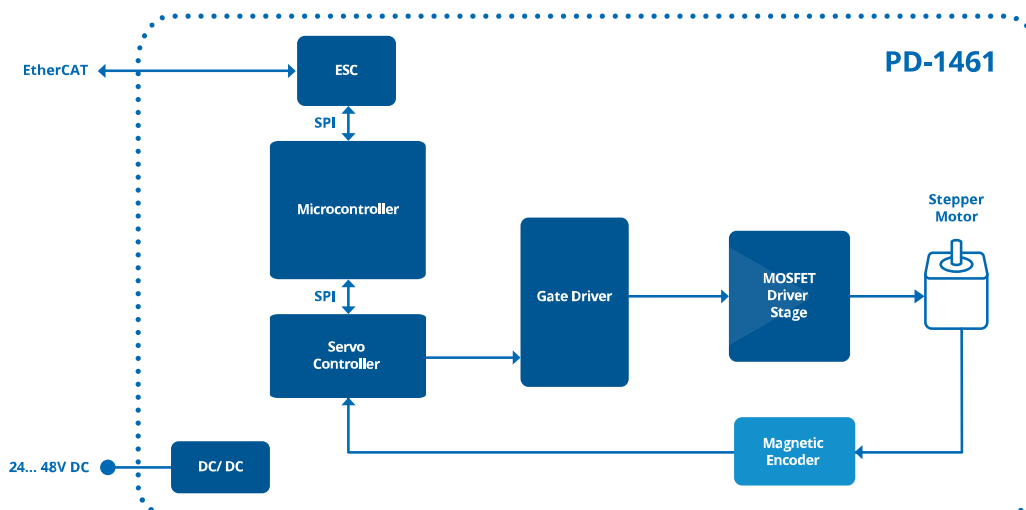 PD-1461
EtherCAT
ESC
SPI
Microcontroller
SPI
Servo
Controller
Gate Driver
MOSFET
Driver
Stage
Stepper
Motor
Magnetic
Encoder
24... 48V DC
DC/ DC